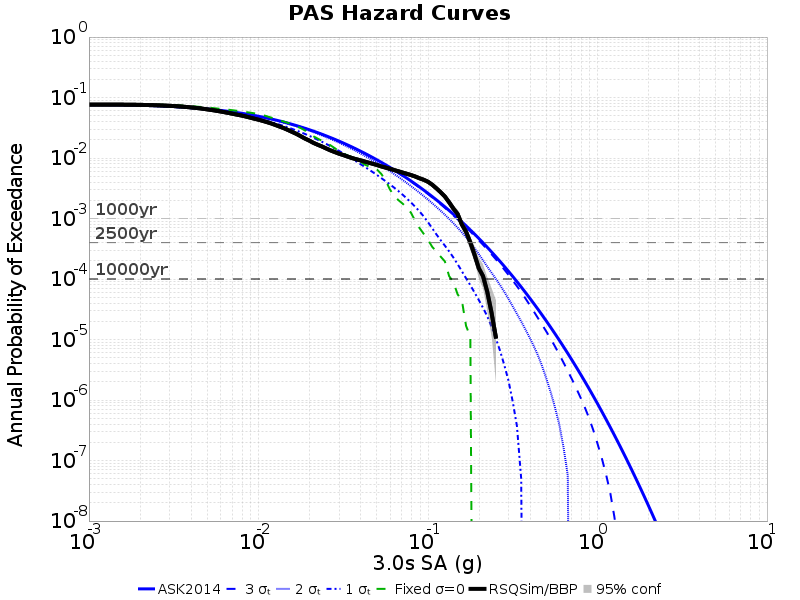 PAS Hazard Curves
10^0
10^-1
10^-2
10^-3
10^-4
10^-5
10^-6
10^-7
10^-8
Annual Probability of Exceedance
1000yr
2500yr
10000yr
10^-3
10^-2
10^-1
10^0
10^1
3.0s SA (g)
ASK2014 3 σₜ 2 σₜ 1 σₜ Fixed σ=0 RSQSim/BBP 95% conf